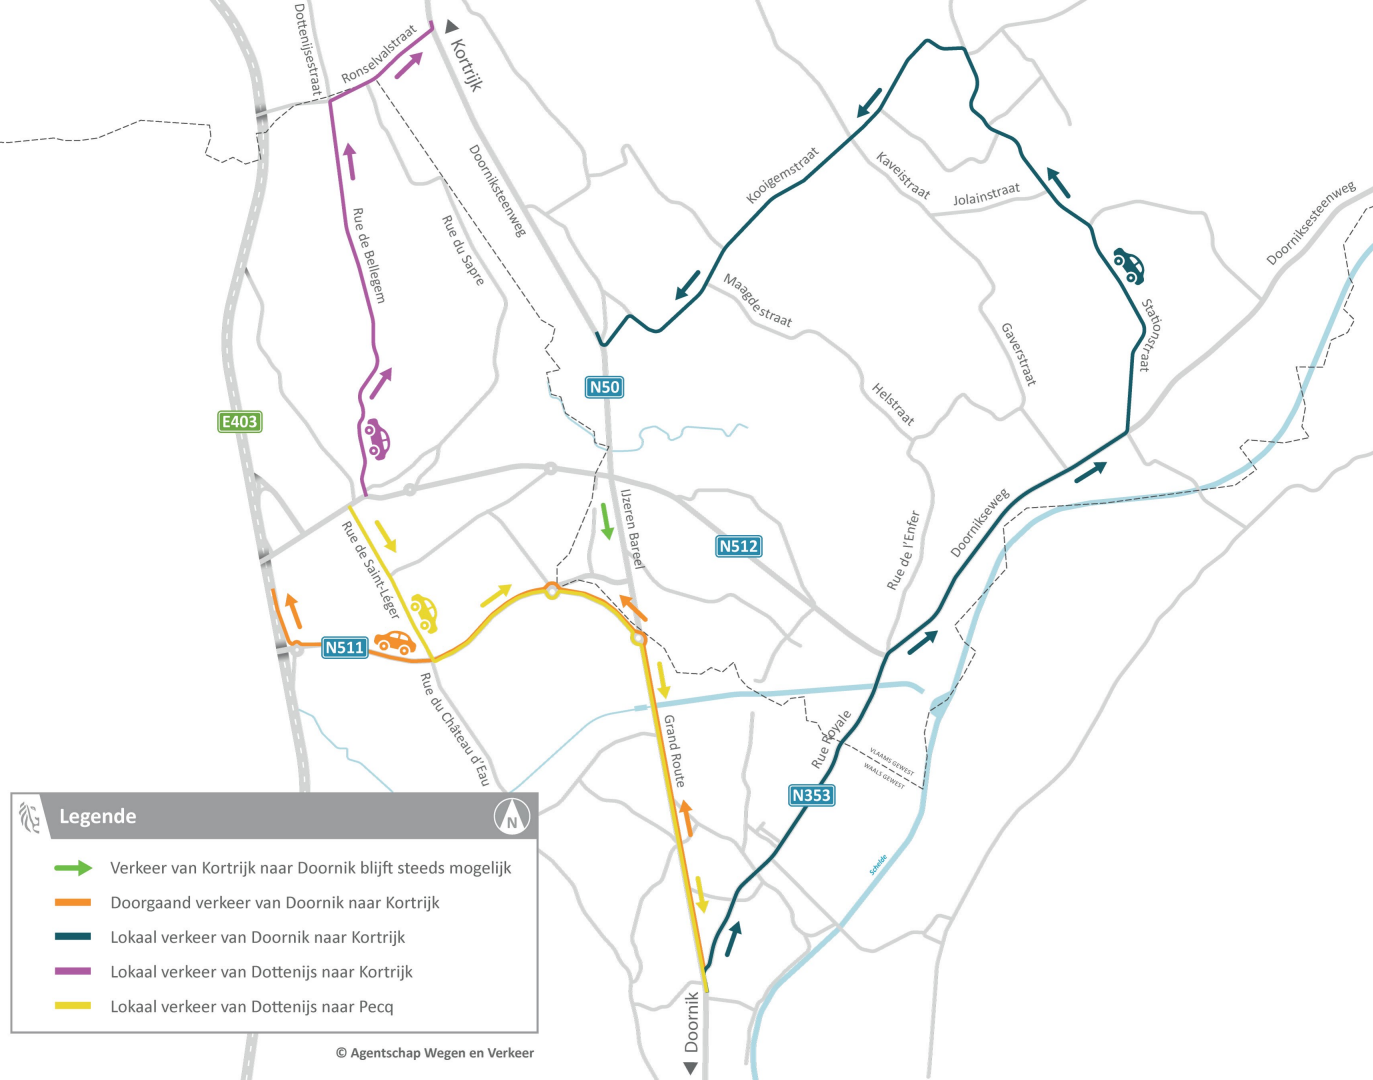 Dottenijsestraat
Ronselvalstraat
Kortrijk
Doorniksteenweg
Rue de Bellegem
Rue du Sapre
Kooigemstraat
Kaveistraat
Jolainstraat
Doorniksesteenweg
Maagdestraat
Stationstraat
Gaverstraat
Helstraat
N50
E403
IJzeren Bareel
N512
Doornikseweg
Rue de l'Enfer
Rue de Saint-Léger
N511
Rue du Château d'Eau
Grand Route
Rue Royale
VLAAMS GEWEST
WAALS GEWEST
N353
Schelde
Doornik
Legende
N
Verkeer van Kortrijk naar Doornik blijft steeds mogelijk
Doorgaand verkeer van Doornik naar Kortrijk
Lokaal verkeer van Doornik naar Kortrijk
Lokaal verkeer van Dottenijs naar Kortrijk
Lokaal verkeer van Dottenijs naar Pecq
© Agentschap Wegen en Verkeer